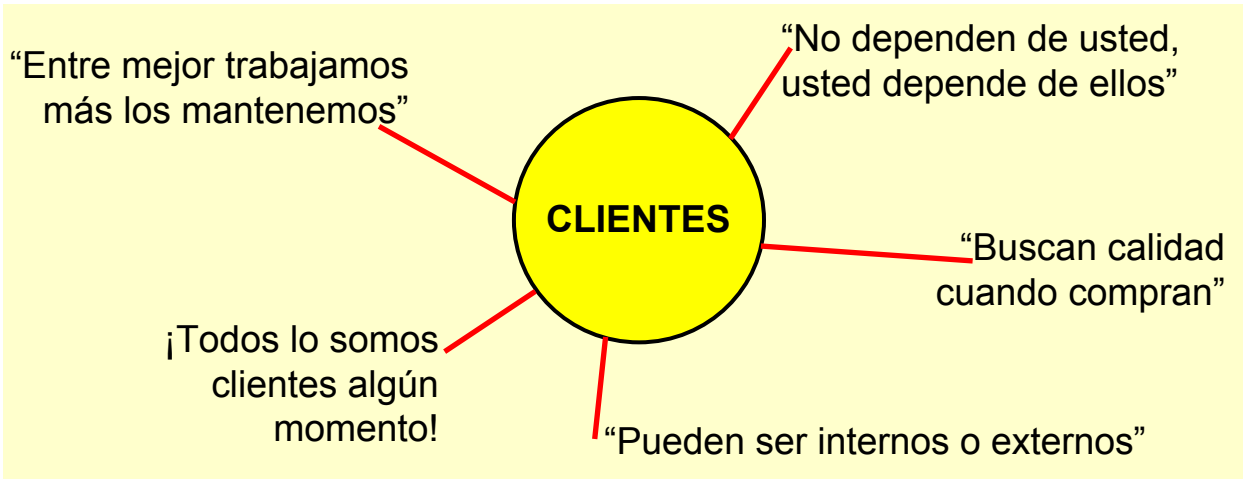 “Entre mejor trabajamos
más los mantenemos”
“No dependen de usted,
usted depende de ellos”
CLIENTES
“Buscan calidad
cuando compran”
¡Todos lo somos
clientes algún
momento!
“Pueden ser internos o externos”